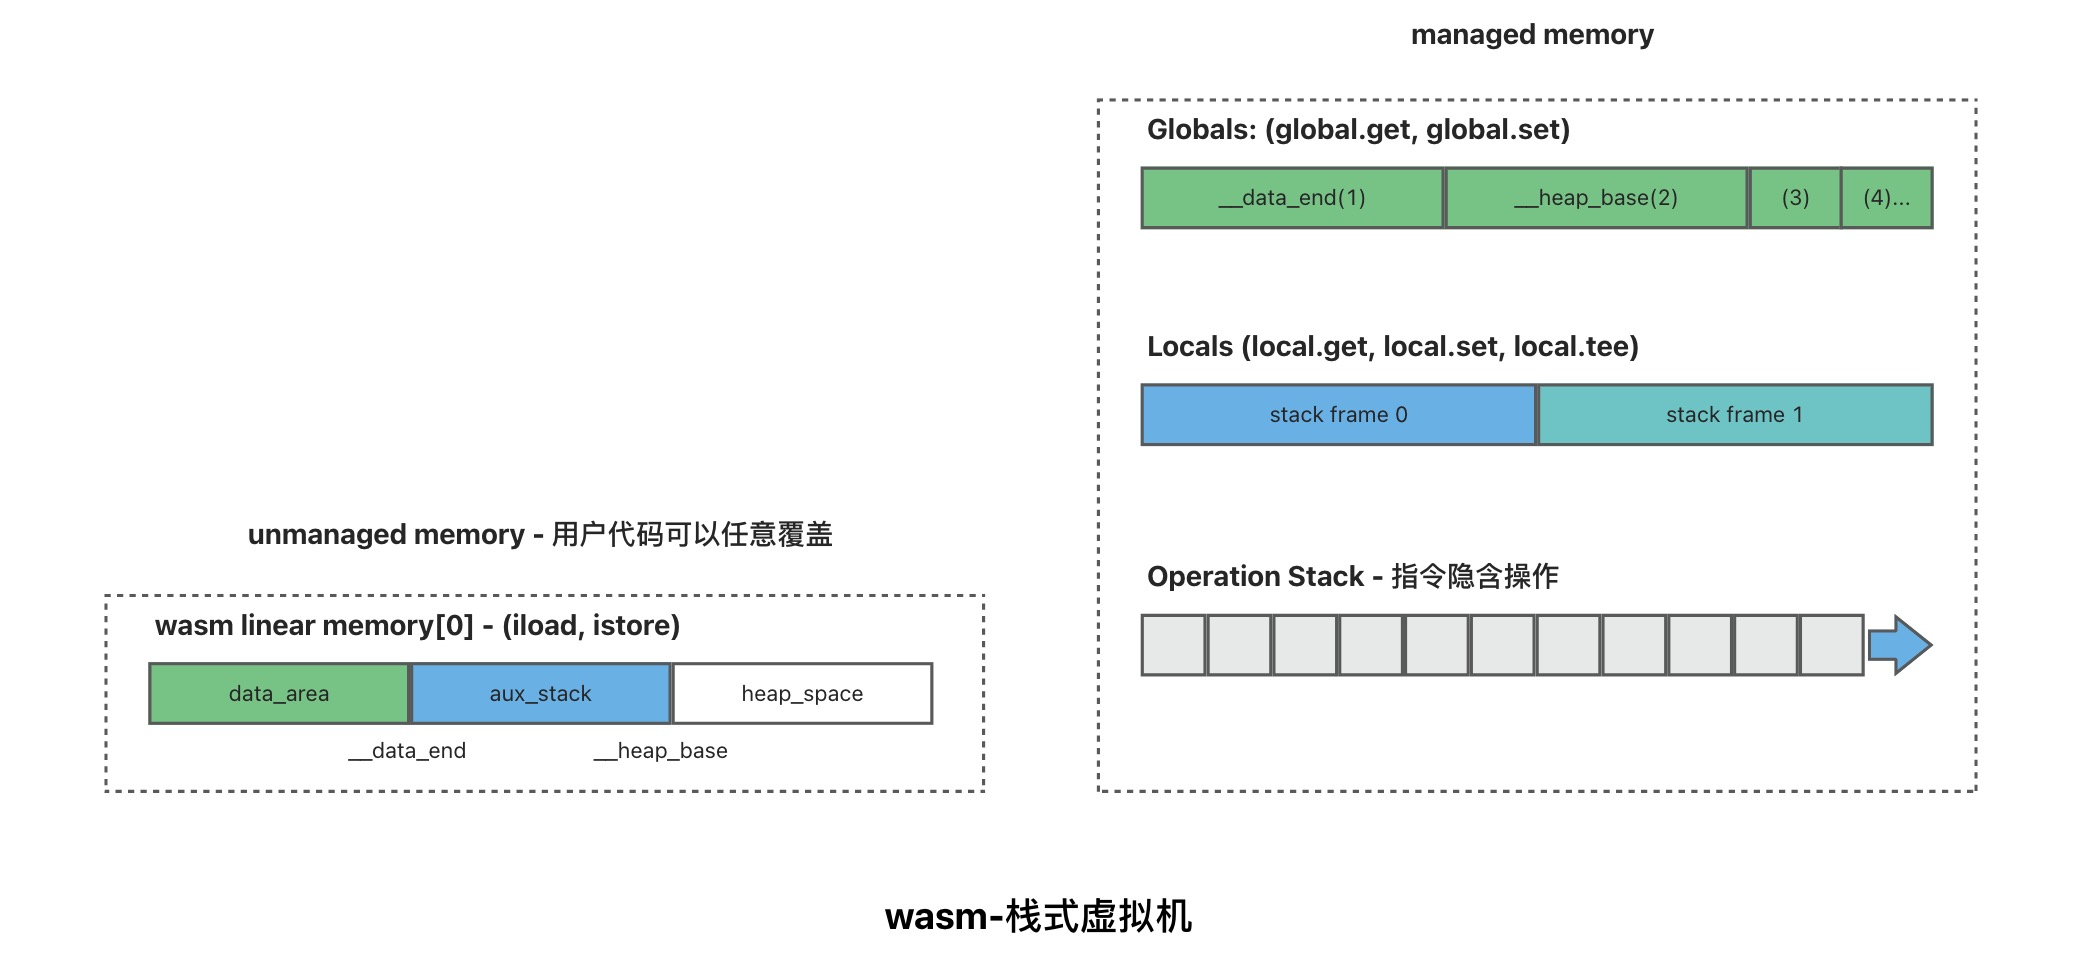 managed memory
Globals: (global.get, global.set)
__data_end(1) __heap_base(2) (3) (4)...
Locals (local.get, local.set, local.tee)
stack frame 0 stack frame 1
Operation Stack - 指令隐含操作
unmanaged memory - 用户代码可以任意覆盖
wasm linear memory[0] - (iload, istore)
data_area aux_stack heap_space
__data_end __heap_base
wasm-栈式虚拟机